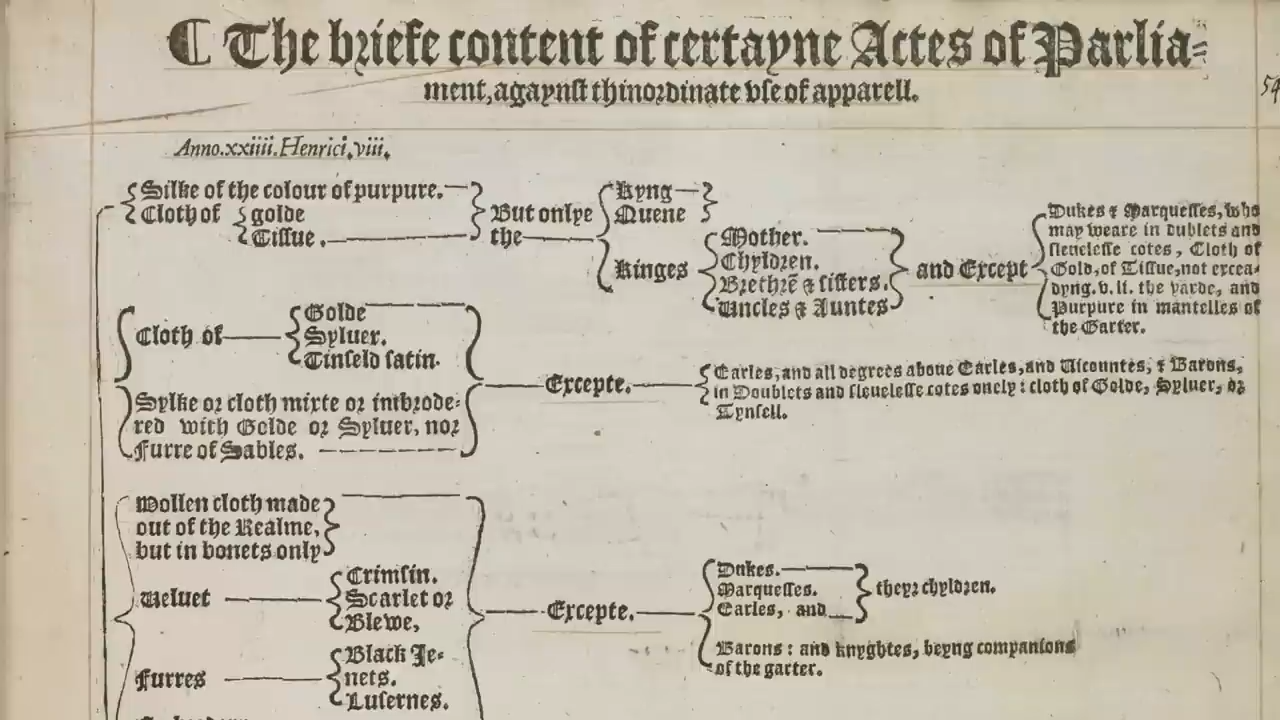 ☾ The briefe content of certayne Actes of Parlia=
ment, agaynst thinordinate vse of apparell.
54
Anno.xxiiii.Henrici.viii.
Silke of the colour of purpure.
Cloth of golde
Tissue.
But onlye
the
Kyng
Quene
Kinges
Mother.
Chyldren.
Brethrē & sisters.
Uncles & Auntes
and Except
Dukes & Marquesses, who
may weare in dublets and
sleuelesse cotes, Cloth of
Gold, of Tissue, not excea-
dyng. v. li. the yarde, and
Purpure in mantelles of
the Garter.
Cloth of
Golde
Syluer.
Tinseld satin.
Sylke or cloth mixte or imbrode=
red with Golde or Syluer, nor
Furre of Sables.
Excepte.
Earles, and all degrees aboue Earles, and Uicountes, & Barons,
in Doublets and sleuelesse cotes onely: cloth of Golde, Syluer, or
Tynsell.
Wollen cloth made
out of the Realme,
but in bonets only
Ueluet
Crimsin.
Scarlet or
Blewe,
Furres
Black Je=
nets.
Lusernes.
Excepte.
Dukes.
Marquesses.
Earles, and
theyr chyldren.
Barons: and knyghtes, beyng companions
of the garter.